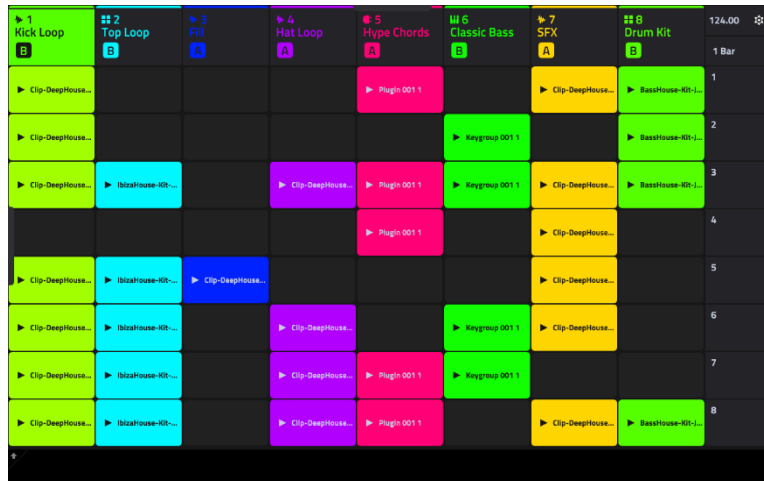 1 2 3 4 5 6 7 8 124.00
Kick Loop Top Loop Fill Hat Loop Hype Chords Classic Bass SFX Drum Kit
B B A A A B A B 1 Bar
1
Clip-DeepHouse... Plugin 001 1 Clip-DeepHouse... BassHouse-Kit-J...
2
Clip-DeepHouse... Keygroup 001 1 BassHouse-Kit-J...
3
Clip-DeepHouse... IbizaHouse-Kit-... Clip-DeepHouse... Plugin 001 1 Keygroup 001 1 Clip-DeepHouse... BassHouse-Kit-J...
4
Plugin 001 1 Clip-DeepHouse...
5
Clip-DeepHouse... IbizaHouse-Kit-... Clip-DeepHouse... Clip-DeepHouse...
6
Clip-DeepHouse... IbizaHouse-Kit-... Clip-DeepHouse... Keygroup 001 1 Clip-DeepHouse...
7
Clip-DeepHouse... IbizaHouse-Kit-... Clip-DeepHouse... Plugin 001 1 Keygroup 001 1
8
Clip-DeepHouse... IbizaHouse-Kit-... Clip-DeepHouse... Plugin 001 1 Clip-DeepHouse... BassHouse-Kit-J...